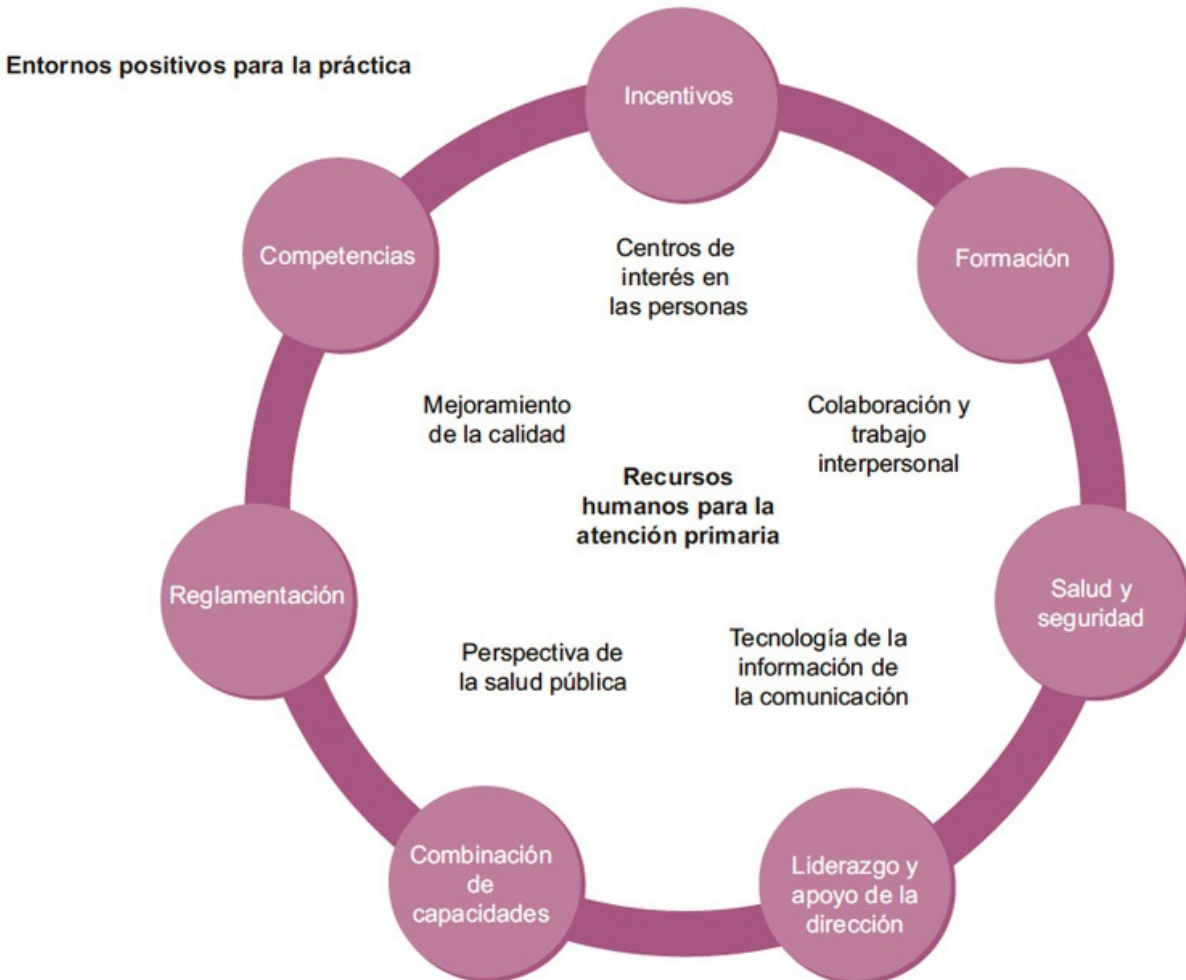 Entornos positivos para la práctica
Incentivos
Competencias
Formación
Centros de
interés en
las personas
Mejoramiento
de la calidad
Colaboración y
trabajo
interpersonal
Recursos
humanos para la
atención primaria
Reglamentación
Salud y
seguridad
Perspectiva de
la salud pública
Tecnología de la
información de
la comunicación
Combinación
de
capacidades
Liderazgo y
apoyo de la
dirección